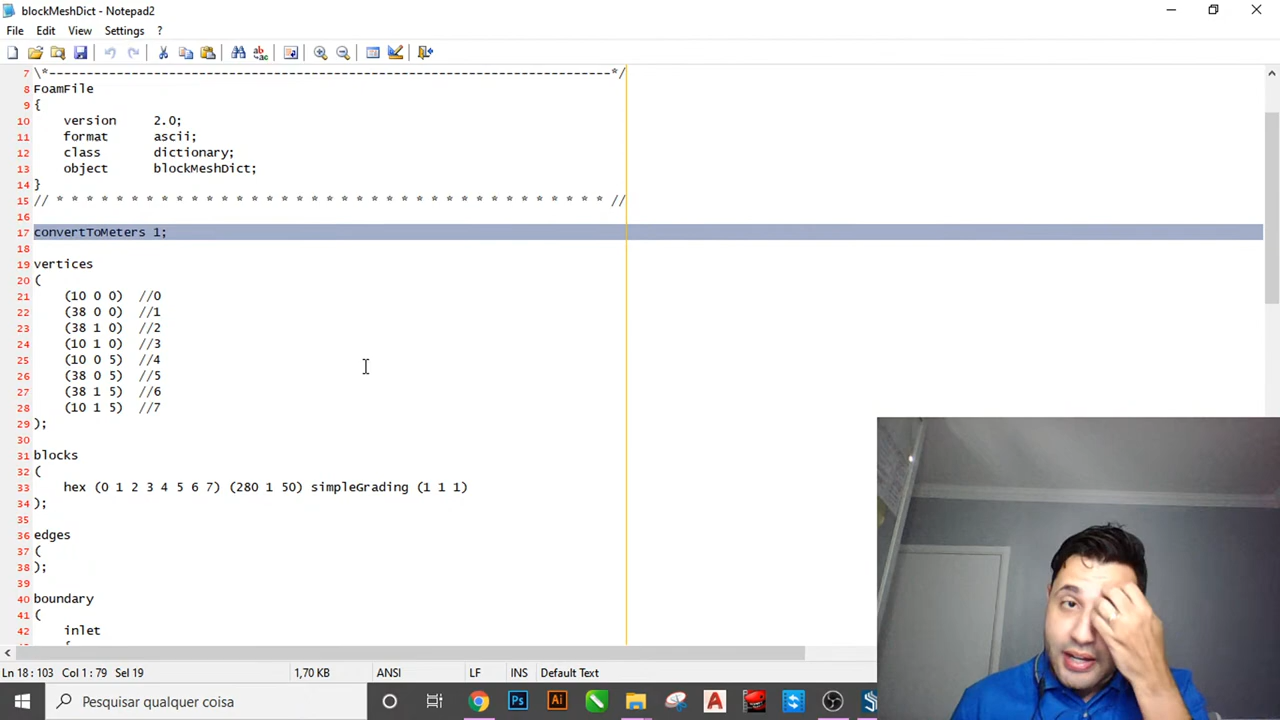 blockMeshDict - Notepad2
File Edit View Settings ?
7 \*---------------------------------------------------------------------------*/
8 FoamFile
9 {
10 version 2.0;
11 format ascii;
12 class dictionary;
13 object blockMeshDict;
14 }
15 // * * * * * * * * * * * * * * * * * * * * * * * * * * * * * * * * * * * * * //
16
17 convertToMeters 1;
18
19 vertices
20 (
21 (10 0 0) //0
22 (38 0 0) //1
23 (38 1 0) //2
24 (10 1 0) //3
25 (10 0 5) //4
26 (38 0 5) //5
27 (38 1 5) //6
28 (10 1 5) //7
29 );
30
31 blocks
32 (
33 hex (0 1 2 3 4 5 6 7) (280 1 50) simpleGrading (1 1 1)
34 );
35
36 edges
37 (
38 );
39
40 boundary
41 (
42 inlet
Ln 18 : 103 Col 1 : 79 Sel 19 1,70 KB ANSI LF INS Default Text
Pesquisar qualquer coisa